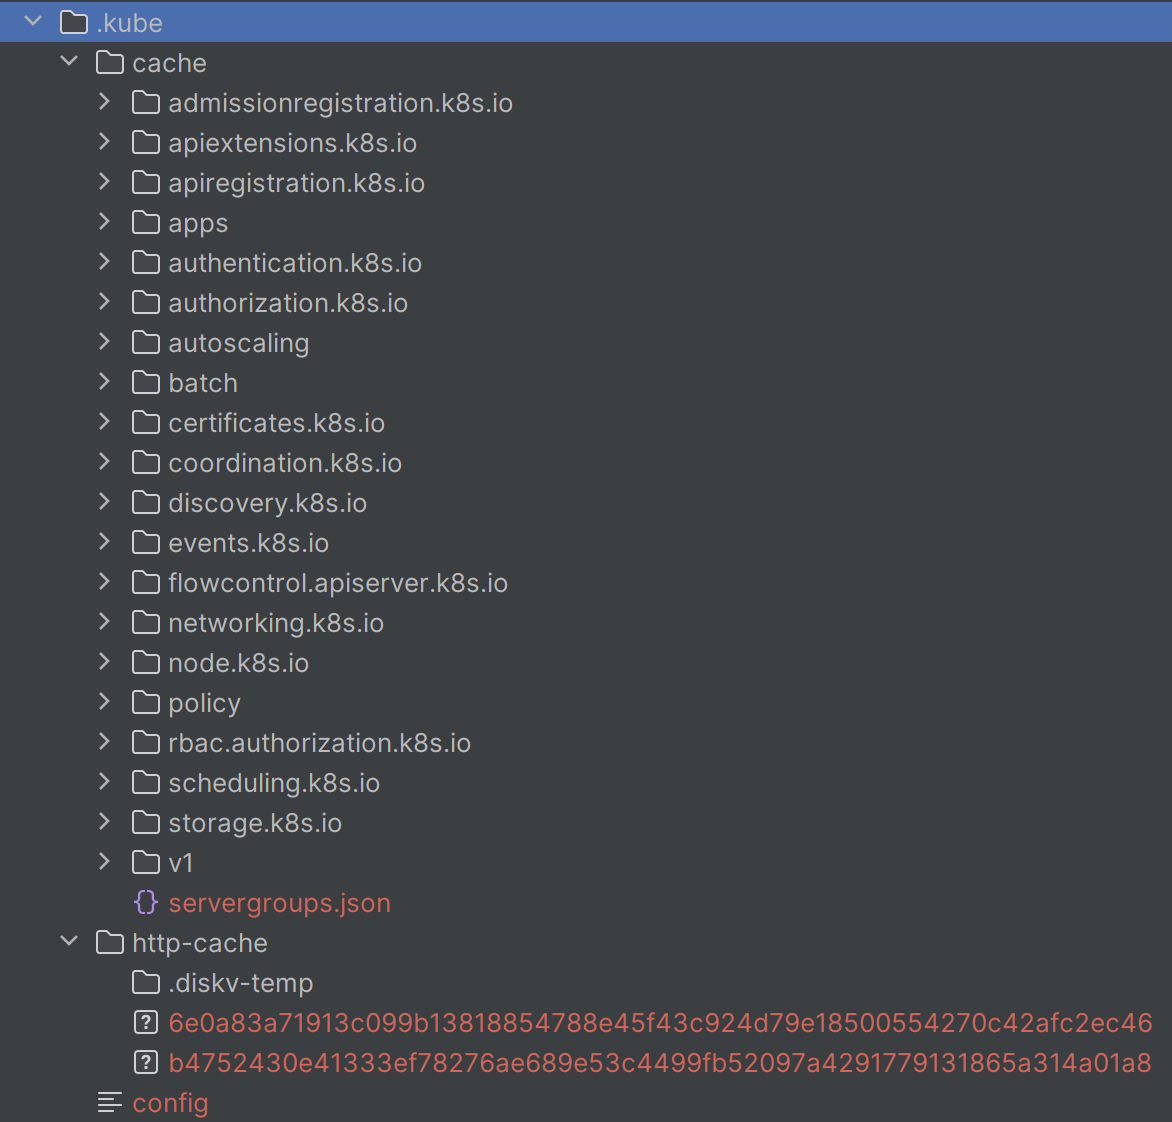 .kube
cache
admissionregistration.k8s.io
apiextensions.k8s.io
apiregistration.k8s.io
apps
authentication.k8s.io
authorization.k8s.io
autoscaling
batch
certificates.k8s.io
coordination.k8s.io
discovery.k8s.io
events.k8s.io
flowcontrol.apiserver.k8s.io
networking.k8s.io
node.k8s.io
policy
rbac.authorization.k8s.io
scheduling.k8s.io
storage.k8s.io
v1
servergroups.json
http-cache
.diskv-temp
6e0a83a71913c099b13818854788e45f43c924d79e18500554270c42afc2ec46
b4752430e41333ef78276ae689e53c4499fb52097a4291779131865a314a01a8
config